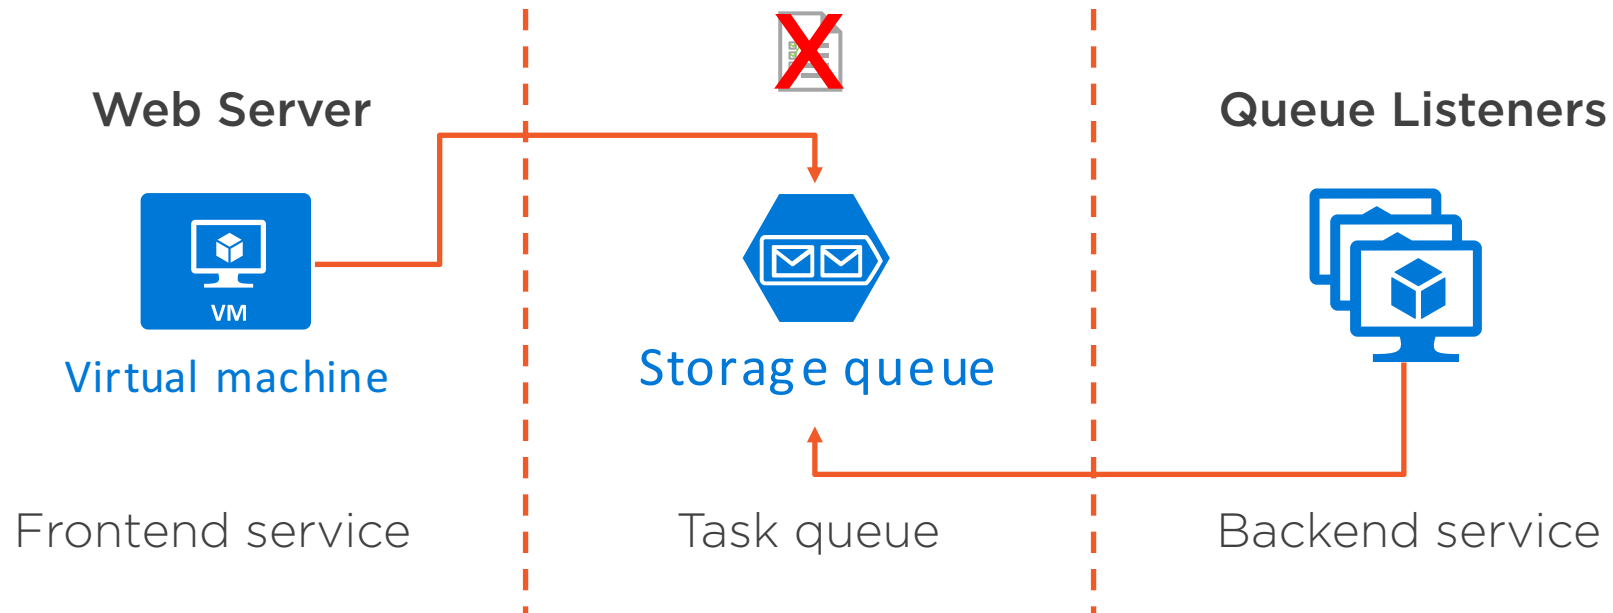 X
Web Server
Queue Listeners
VM
Virtual machine
Storage queue
Frontend service
Task queue
Backend service